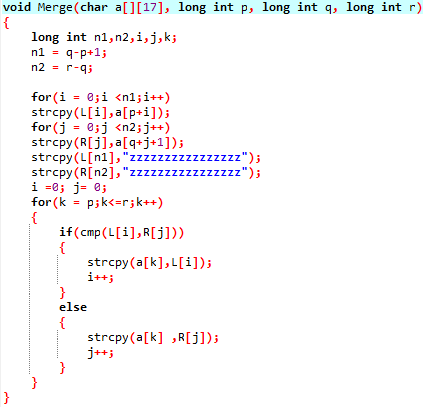 void Merge(char a[][17], long int p, long int q, long int r)
{
    long int n1,n2,i,j,k;
    n1 = q-p+1;
    n2 = r-q;

    for(i = 0;i <n1;i++)
    strcpy(L[i],a[p+i]);
    for(j = 0;j <n2;j++)
    strcpy(R[j],a[q+j+1]);
    strcpy(L[n1],"zzzzzzzzzzzzzzzz");
    strcpy(R[n2],"zzzzzzzzzzzzzzzz");
    i =0; j= 0;
    for(k = p;k<=r;k++)
    {
        if(cmp(L[i],R[j]))
        {
            strcpy(a[k],L[i]);
            i++;
        }
        else
        {
            strcpy(a[k] ,R[j]);
            j++;
        }
    }
}